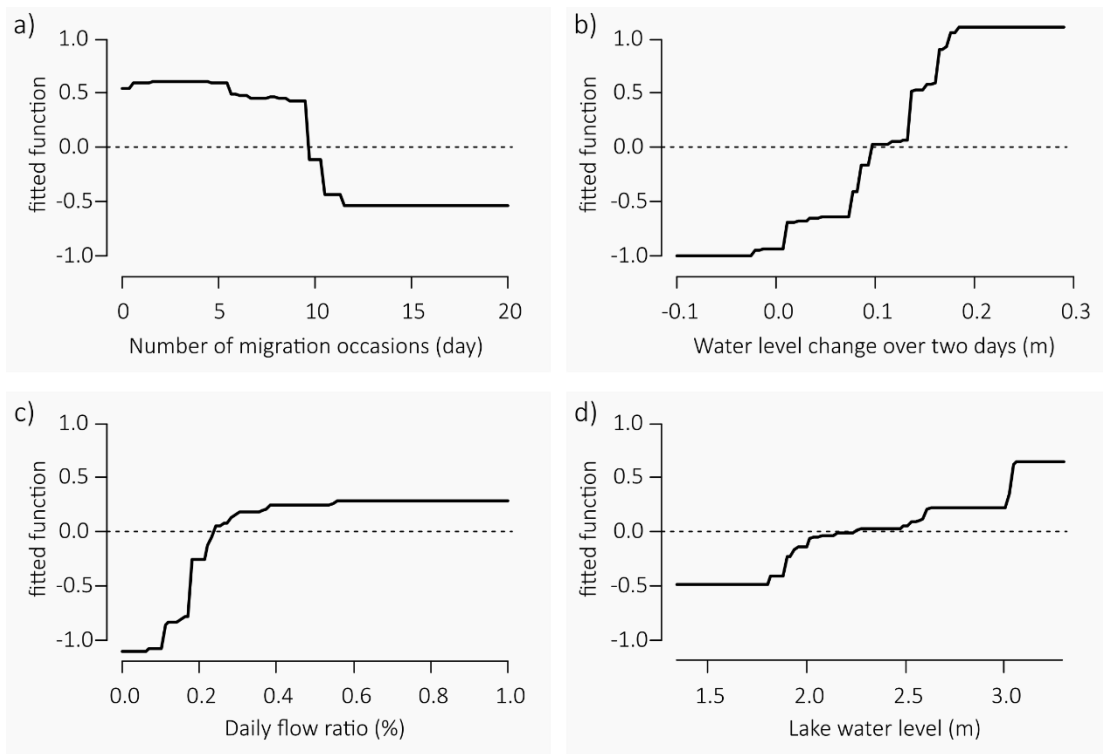 a)
1.0
0.5
0.0
-0.5
-1.0
fitted function
0 5 10 15 20
Number of migration occasions (day)
b)
1.0
0.5
0.0
-0.5
-1.0
fitted function
-0.1 0.0 0.1 0.2 0.3
Water level change over two days (m)
c)
1.0
0.5
0.0
-0.5
-1.0
fitted function
0.0 0.2 0.4 0.6 0.8 1.0
Daily flow ratio (%)
d)
1.0
0.5
0.0
-0.5
-1.0
fitted function
1.5 2.0 2.5 3.0
Lake water level (m)